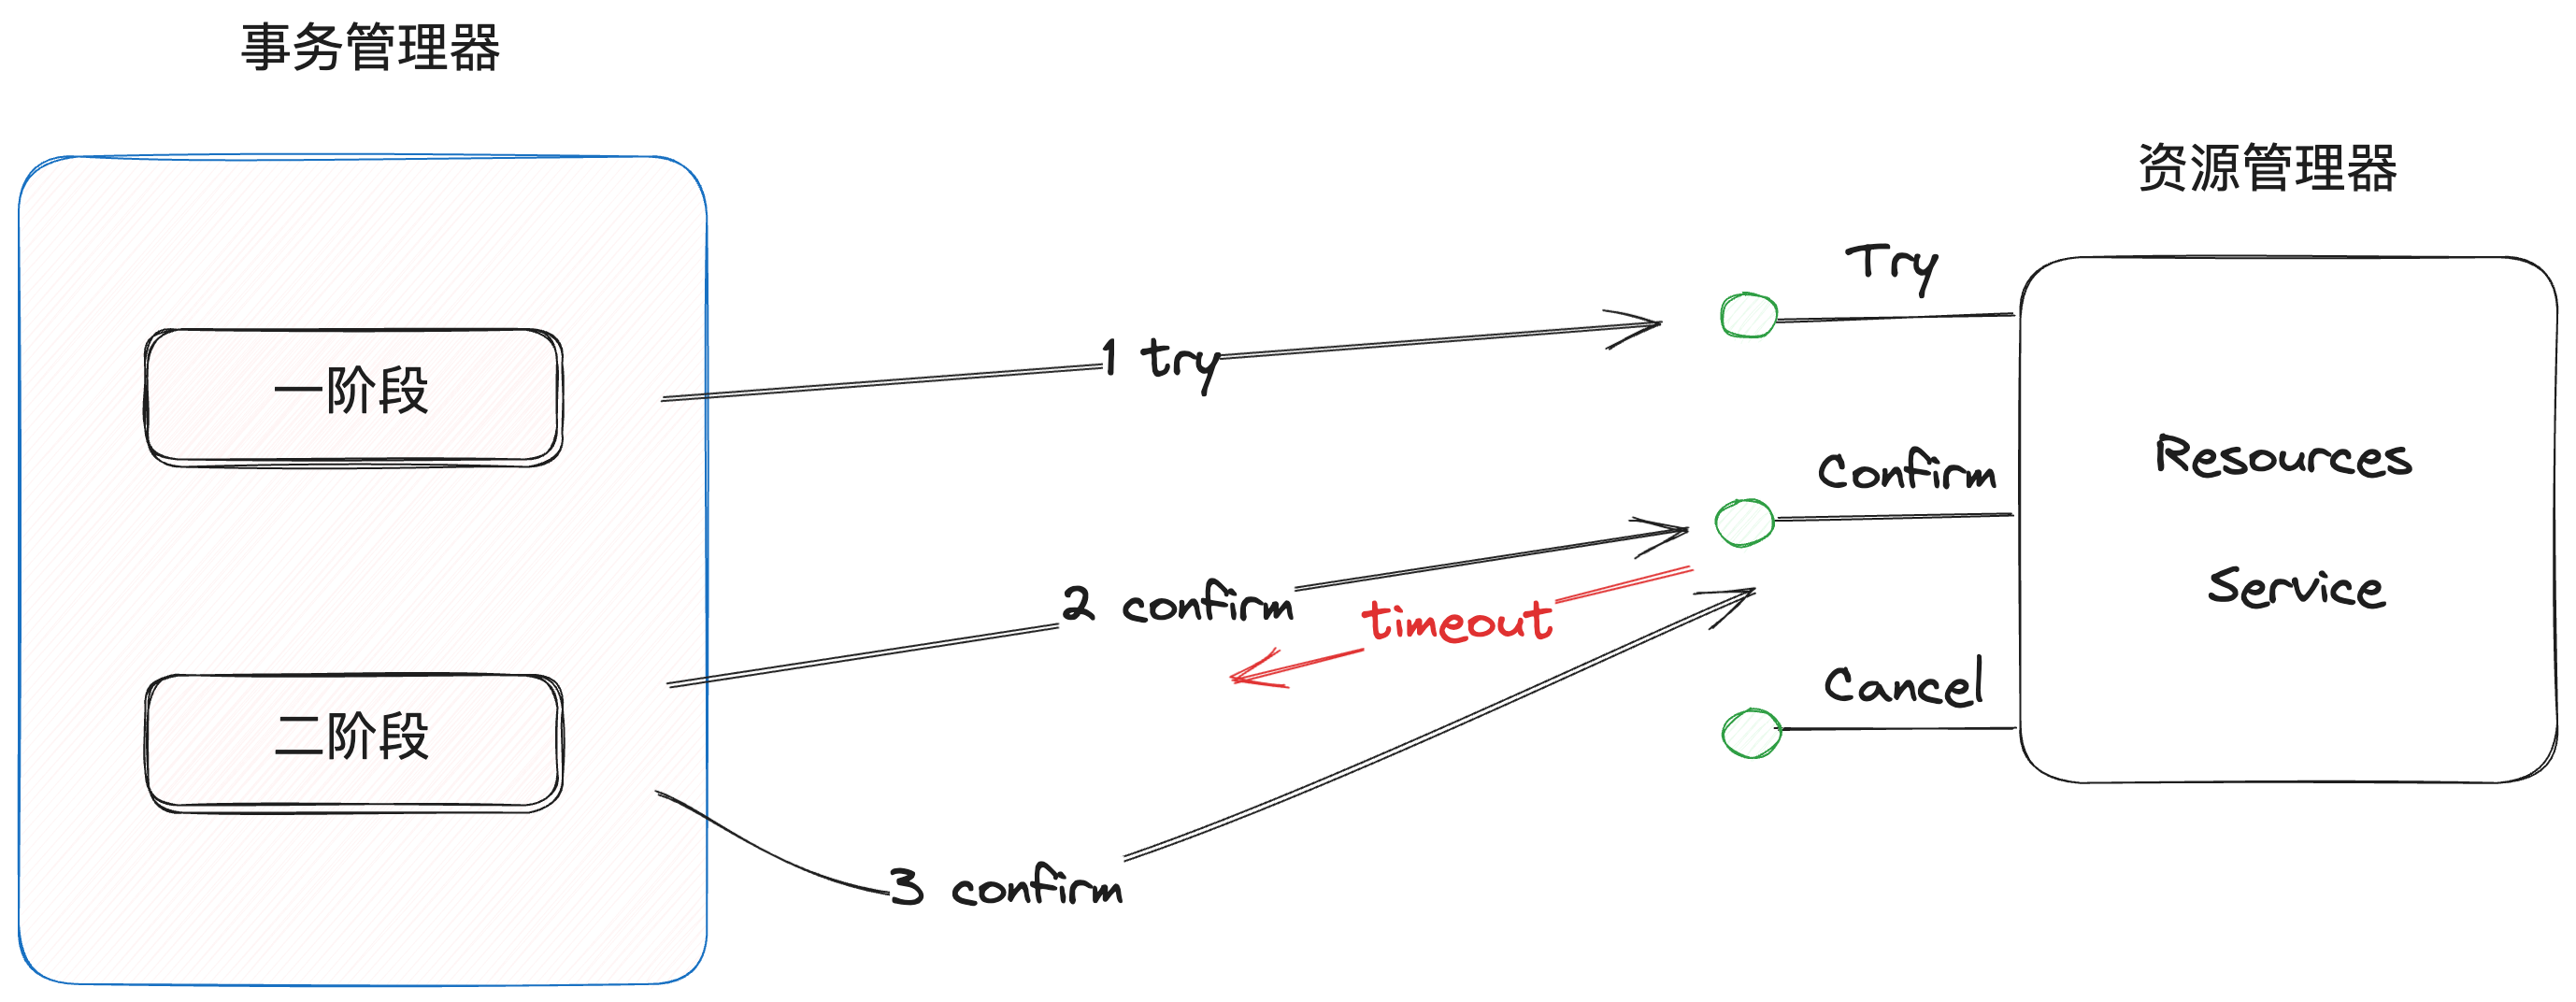 事务管理器
资源管理器
Try
1 try
一阶段
Confirm
Resources
2 confirm
timeout
Service
Cancel
二阶段
3 confirm